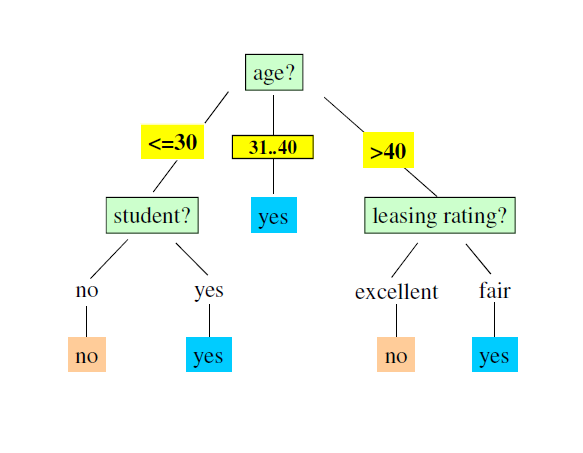 age?
<=30
31..40
>40
student?
yes
leasing rating?
no
yes
excellent
fair
no
yes
no
yes